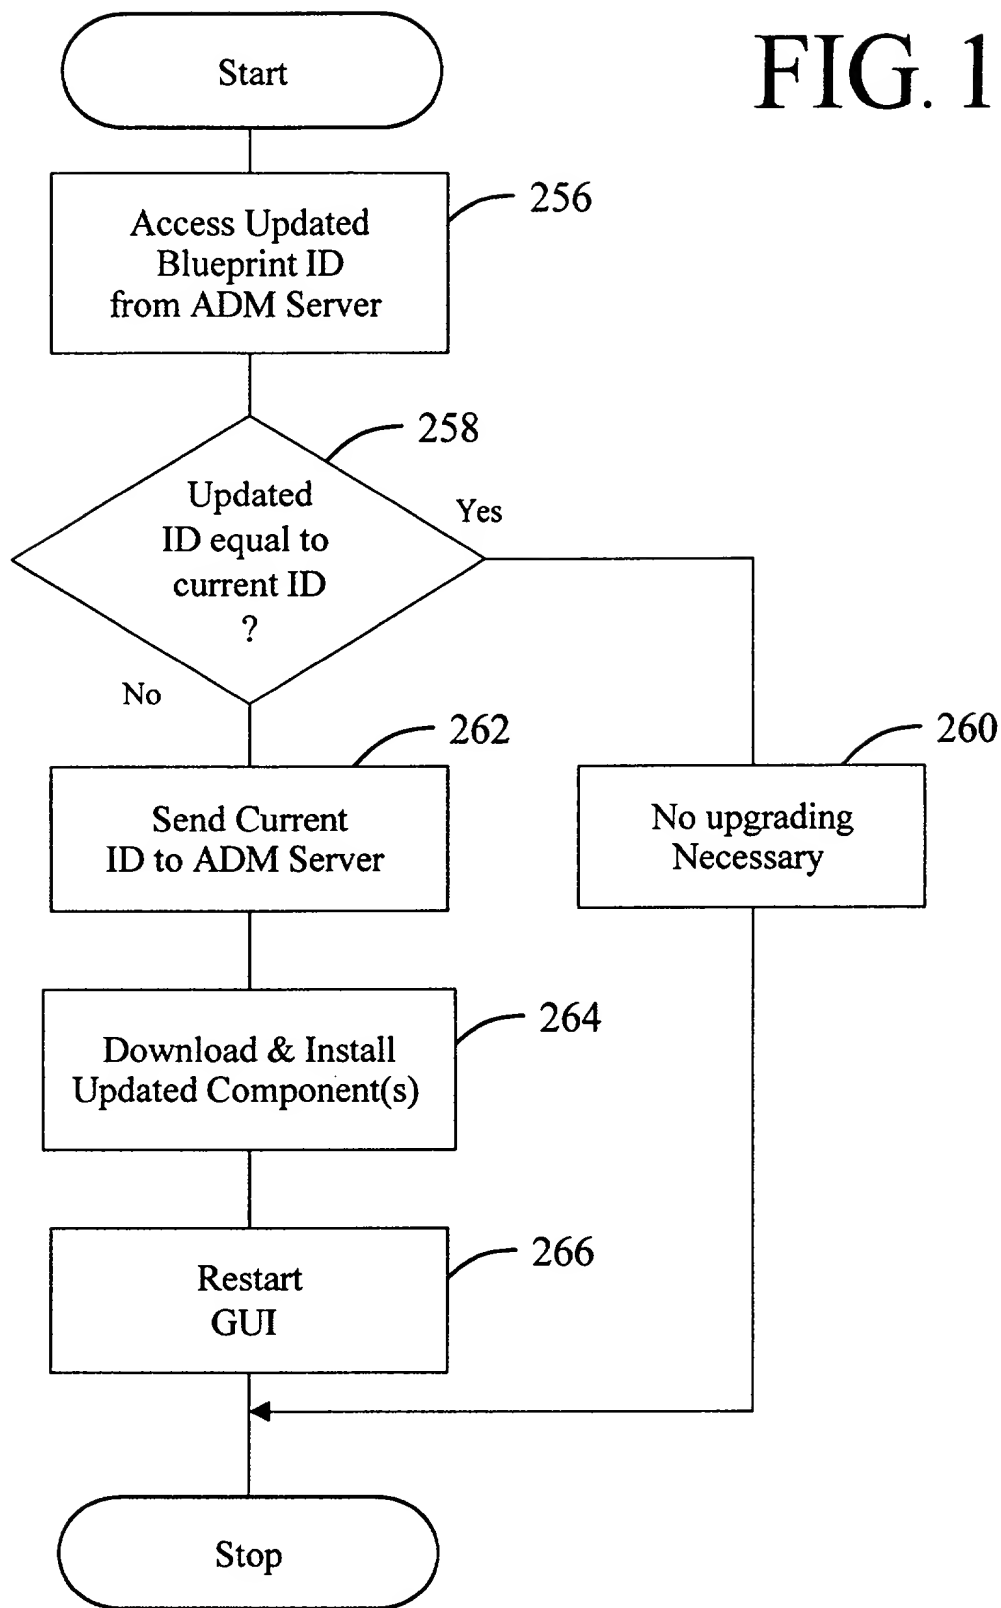 FIG. 1
Start
256
Access Updated
Blueprint ID
from ADM Server
258
Updated
ID equal to
current ID
?
Yes
No
262
Send Current
ID to ADM Server
260
No upgrading
Necessary
264
Download & Install
Updated Component(s)
266
Restart
GUI
Stop